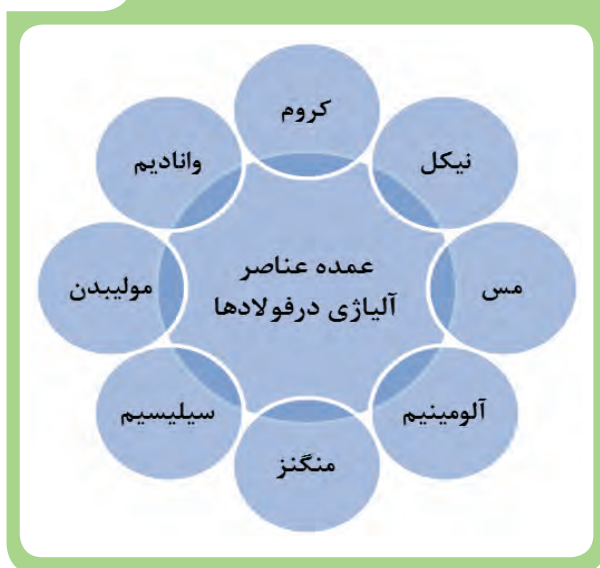 عمده عناصر
آلیاژی درفولادها
کروم
نیکل
مس
آلومینیم
منگنز
سیلیسیم
مولیبدن
وانادیم